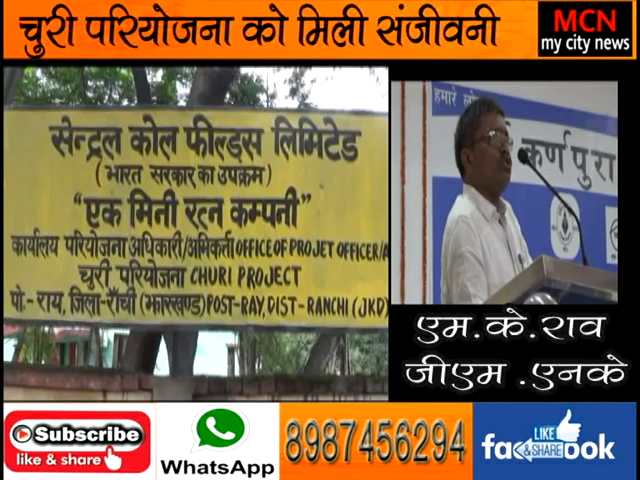 चुरी परियोजना को मिली संजीवनी
MCN
my city news
सेन्ट्रल कोल फील्ड्स लिमिटेड
(भारत सरकार का उपक्रम)
"एक मिनी रत्न कम्पनी"
कार्यालय परियोजना अधिकारी/अभिकर्ता OFFICE OF PROJET OFFICER/A
चुरी परियोजना CHURI PROJECT
पो:- राय, जिला-राँची (झारखण्ड) POST-RAY, DIST-RANCHI (JKD)
हमारे
कर्णपुरा
एम.के.राव
जीएम .एनके
Subscribe
like & share
WhatsApp
8987456294
facebook
LIKE
& SHARE